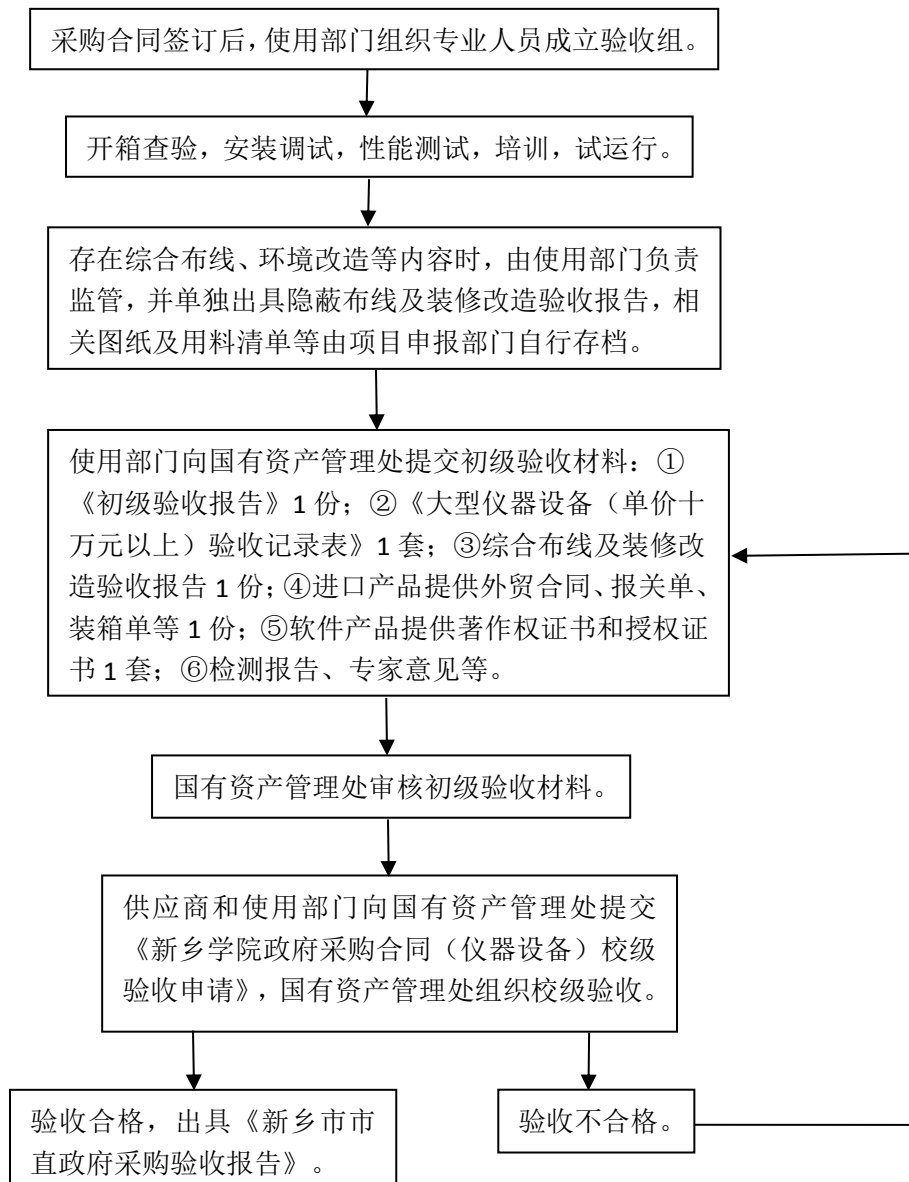 采购合同签订后，使用部门组织专业人员成立验收组。
开箱查验，安装调试，性能测试，培训，试运行。
存在综合布线、环境改造等内容时，由使用部门负责
监管，并单独出具隐蔽布线及装修改造验收报告，相
关图纸及用料清单等由项目申报部门自行存档。
使用部门向国有资产管理处提交初级验收材料：①
《初级验收报告》1 份；②《大型仪器设备（单价十
万元以上）验收记录表》1 套；③综合布线及装修改
造验收报告 1 份；④进口产品提供外贸合同、报关单、
装箱单等 1 份；⑤软件产品提供著作权证书和授权证
书 1 套；⑥检测报告、专家意见等。
国有资产管理处审核初级验收材料。
供应商和使用部门向国有资产管理处提交
《新乡学院政府采购合同（仪器设备）校级
验收申请》，国有资产管理处组织校级验收。
验收合格，出具《新乡市市
直政府采购验收报告》。
验收不合格。